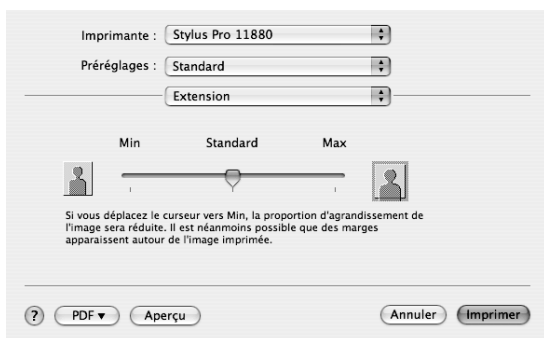 Imprimante : Stylus Pro 11880
Préréglages : Standard
Extension
Min Standard Max
Si vous déplacez le curseur vers Min, la proportion d'agrandissement de
l'image sera réduite. Il est néanmoins possible que des marges
apparaissent autour de l'image imprimée.
? PDF ▼ Aperçu Annuler Imprimer